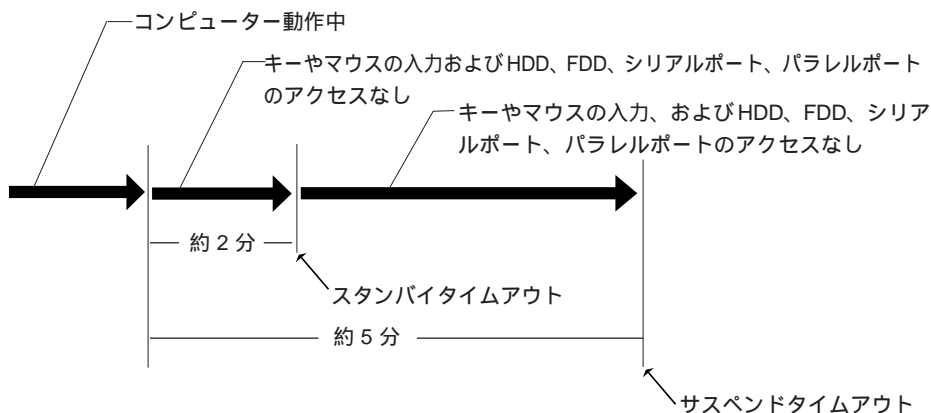 コンピューター動作中
キーやマウスの入力およびHDD、FDD、シリアルポート、パラレルポート
のアクセスなし
キーやマウスの入力、およびHDD、FDD、シリア
ルポート、パラレルポートのアクセスなし
約2分
スタンバイタイムアウト
約5分
サスペンドタイムアウト